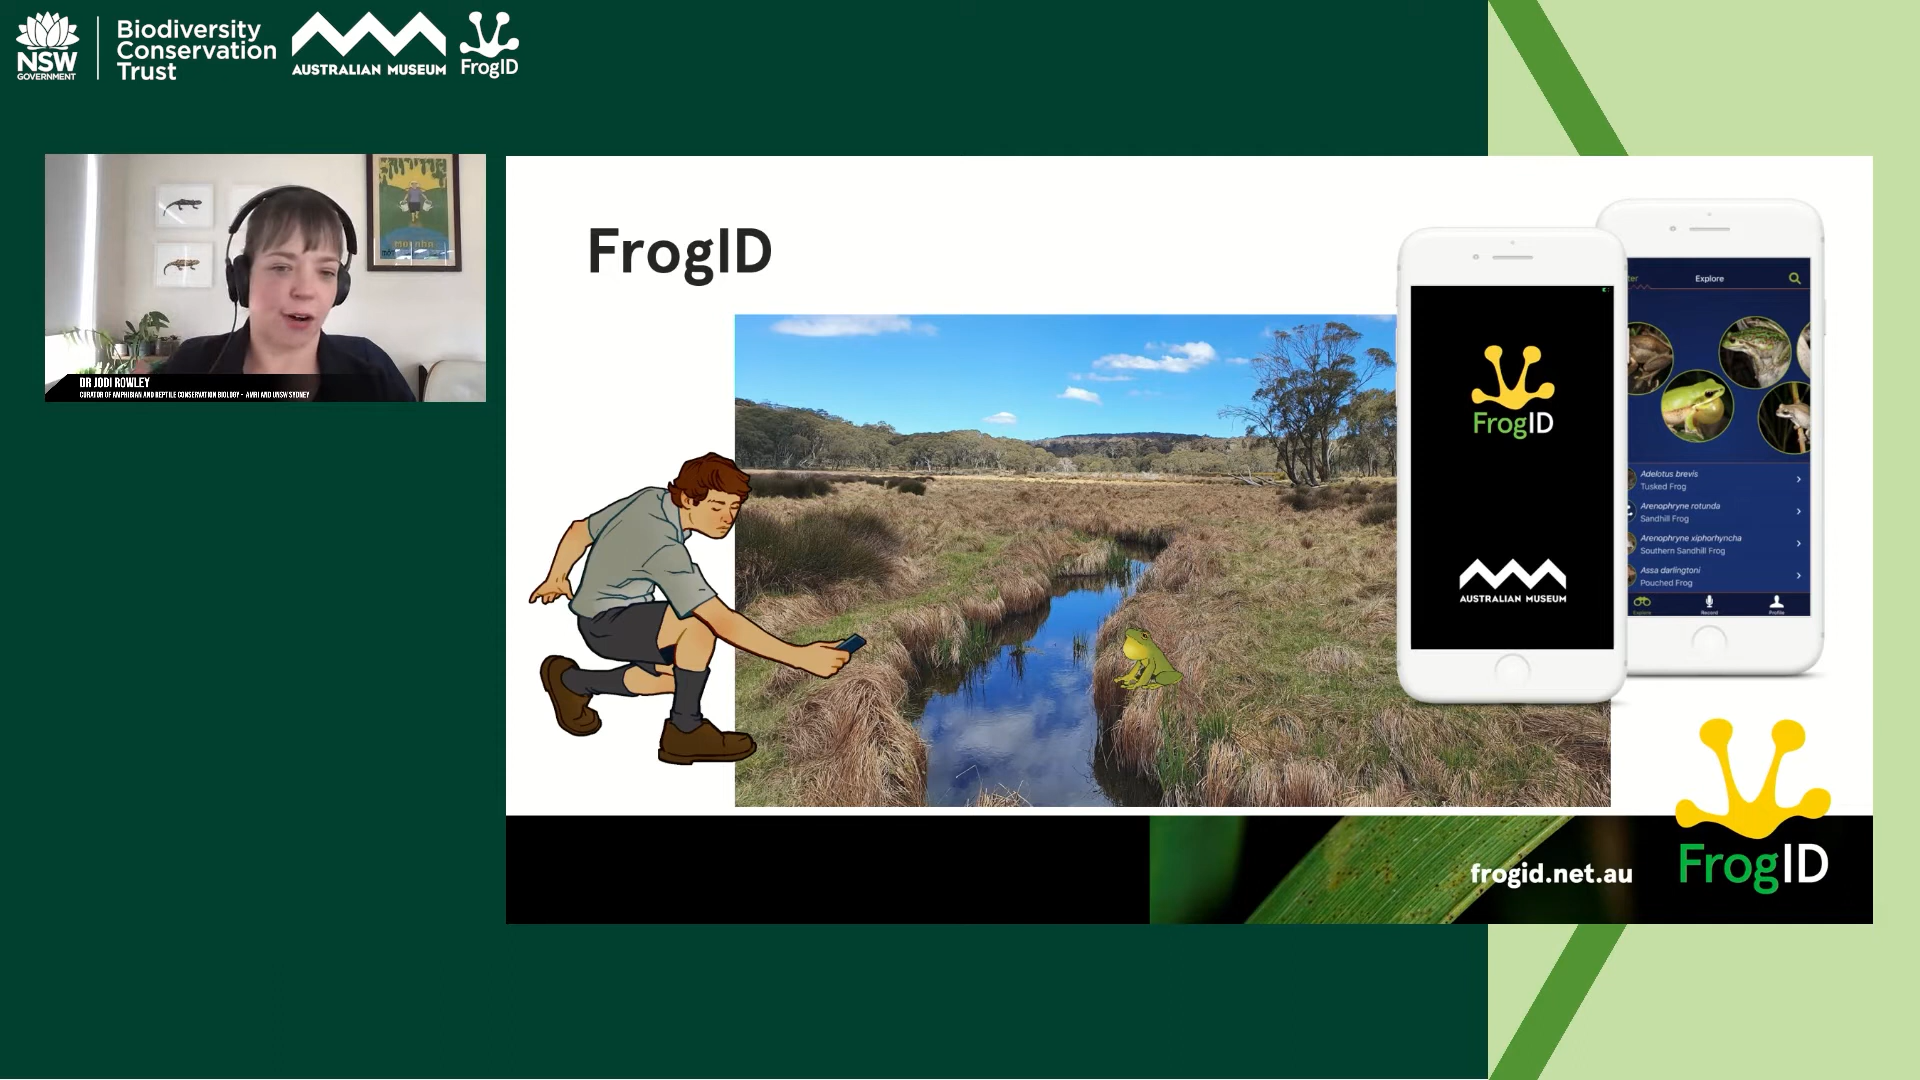 NSW
GOVERNMENT
Biodiversity
Conservation
Trust
AUSTRALIAN MUSEUM
FrogID
DR JODI ROWLEY
CURATOR OF AMPHIBIAN AND REPTILE CONSERVATION BIOLOGY - AMRI AND UNSW SYDNEY
FrogID
FrogID
AUSTRALIAN MUSEUM
Explore
Adelotus brevis
Tusked Frog
Arenophryne rotunda
Sandhill Frog
Arenophryne xiphorhyncha
Southern Sandhill Frog
Assa darlingtoni
Pouched Frog
Explore
Record
Profile
frogid.net.au
FrogID